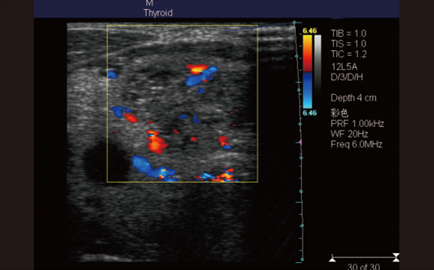 M
Thyroid
6.46
6.46
TIB = 1.0
TIS = 1.0
TIC = 1.2
12L5A
D/3/D/H
Depth 4 cm
彩色
PRF 1.00kHz
WF 20Hz
Freq 6.0MHz
30 of 30